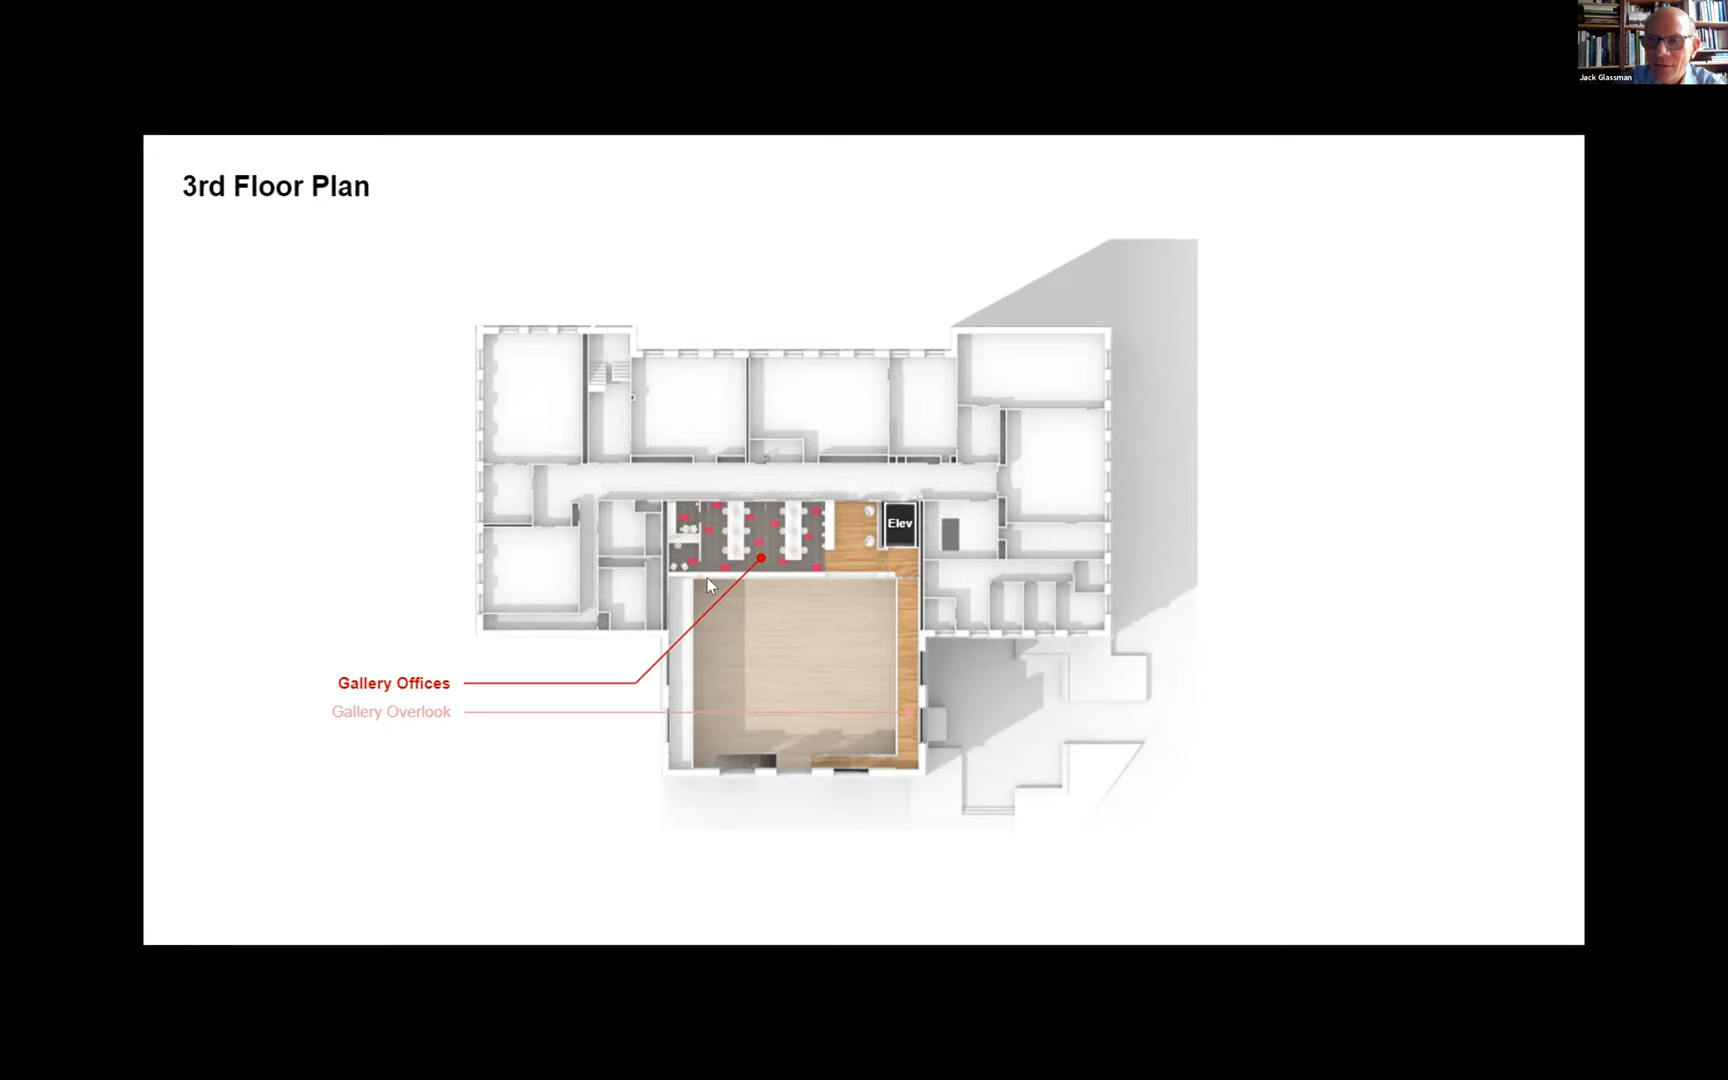 Jack Glassman
3rd Floor Plan
Elev
Gallery Offices
Gallery Overlook